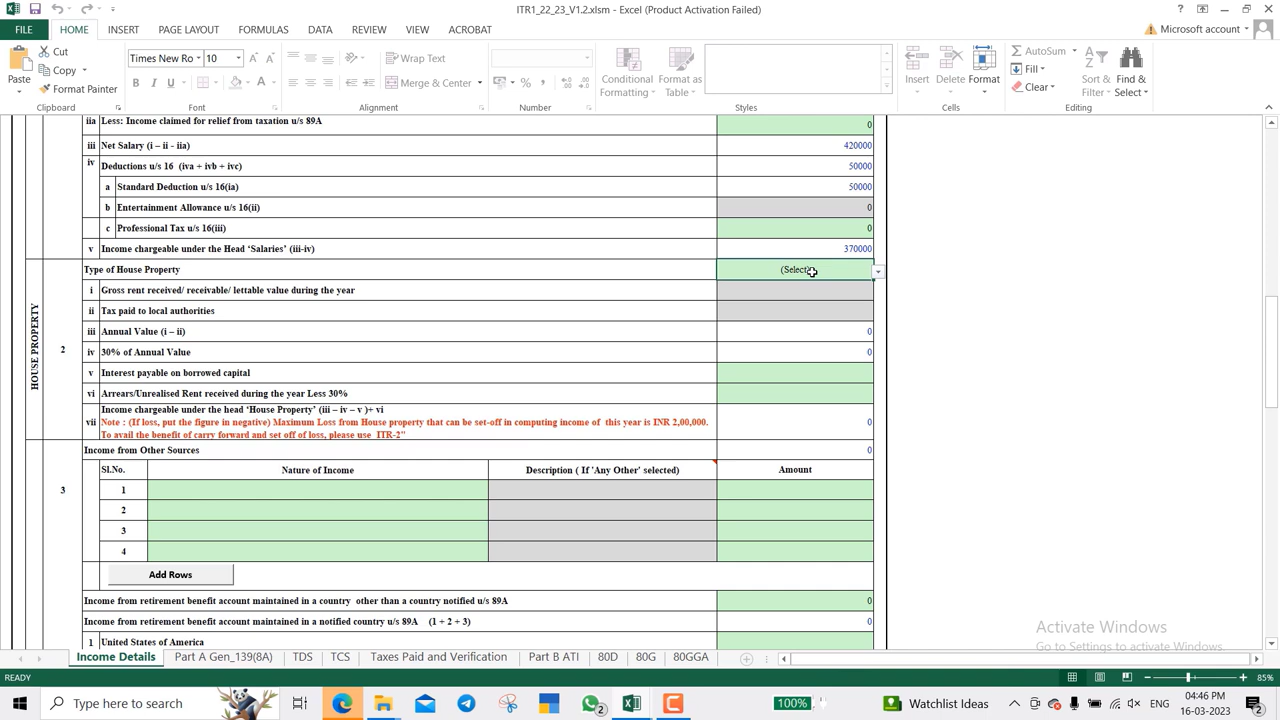 ITR1_22_23_V1.2.xlsm - Excel (Product Activation Failed)
FILE HOME INSERT PAGE LAYOUT FORMULAS DATA REVIEW VIEW ACROBAT Microsoft account
Paste Cut Copy Format Painter
Times New Ro 10
B I U A
Wrap Text
Merge & Center
%
Conditional Formatting Format as Table
Insert Delete Format
AutoSum Fill Clear
Sort & Filter Find & Select
Clipboard Font Alignment Number Styles Cells Editing
iia Less: Income claimed for relief from taxation u/s 89A 0
iii Net Salary (i – ii - iia) 420000
iv Deductions u/s 16 (iva + ivb + ivc) 50000
a Standard Deduction u/s 16(ia) 50000
b Entertainment Allowance u/s 16(ii) 0
c Professional Tax u/s 16(iii) 0
v Income chargeable under the Head ‘Salaries’ (iii-iv) 370000
HOUSE PROPERTY
2
Type of House Property (Select)
i Gross rent received/ receivable/ lettable value during the year
ii Tax paid to local authorities
iii Annual Value (i – ii) 0
iv 30% of Annual Value 0
v Interest payable on borrowed capital
vi Arrears/Unrealised Rent received during the year Less 30%
vii Income chargeable under the head ‘House Property’ (iii – iv – v )+ vi 0
Note : (If loss, put the figure in negative) Maximum Loss from House property that can be set-off in computing income of this year is INR 2,00,000.
To avail the benefit of carry forward and set off of loss, please use ITR-2"
3
Income from Other Sources 0
Sl.No. Nature of Income Description ( If 'Any Other' selected) Amount
1
2
3
4
Add Rows
Income from retirement benefit account maintained in a country other than a country notified u/s 89A 0
Income from retirement benefit account maintained in a notified country u/s 89A (1 + 2 + 3) 0
1 United States of America
Activate Windows
Go to Settings to activate Windows.
Income Details Part A Gen_139(8A) TDS TCS Taxes Paid and Verification Part B ATI 80D 80G 80GGA
READY 85%
Type here to search 2 100% Watchlist Ideas ENG 04:46 PM
16-03-2023 2